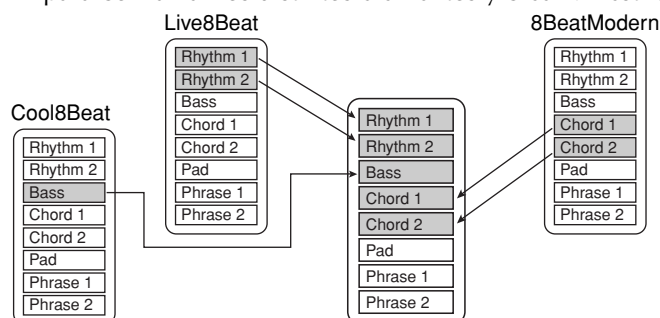 Live8Beat
Rhythm 1
Rhythm 2
Bass
Chord 1
Chord 2
Pad
Phrase 1
Phrase 2
8BeatModern
Rhythm 1
Rhythm 2
Bass
Chord 1
Chord 2
Pad
Phrase 1
Phrase 2
Cool8Beat
Rhythm 1
Rhythm 2
Bass
Chord 1
Chord 2
Pad
Phrase 1
Phrase 2
Rhythm 1
Rhythm 2
Bass
Chord 1
Chord 2
Pad
Phrase 1
Phrase 2